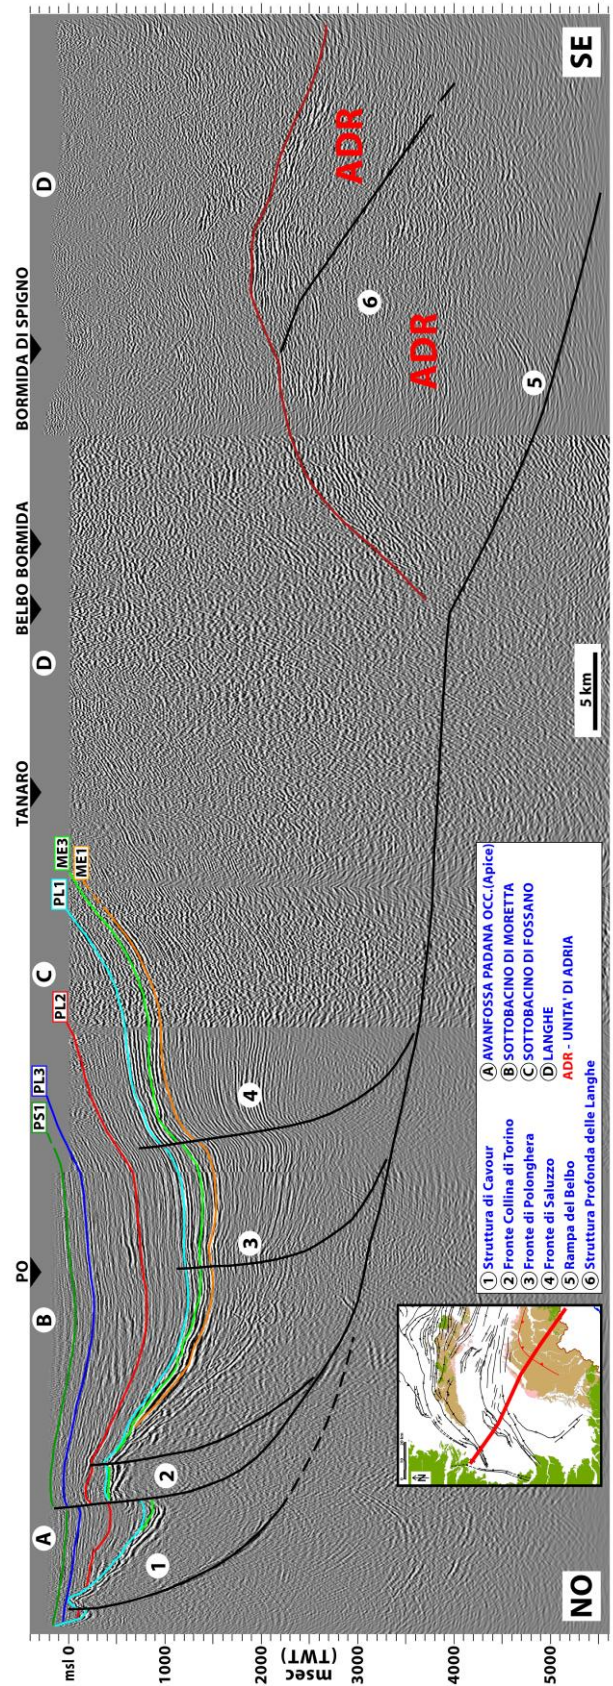 PO
TANARO
BELBO BORMIDA
BORMIDA DI SPIGNO
A
B
C
D
D
PS1
PL3
PL2
PL1
ME3
ME1
msl 0
1000
2000
3000
4000
5000
msec
(TWT)
1
2
3
4
5
6
ADR
ADR
NO
SE
5 km
N
1 Struttura di Cavour
2 Fronte Collina di Torino
3 Fronte di Polonghera
4 Fronte di Saluzzo
5 Rampa del Belbo
6 Struttura Profonda delle Langhe
A AVANFOSSA PADANA OCC.(Apice)
B SOTTOBACINO DI MORETTA
C SOTTOBACINO DI FOSSANO
D LANGHE
ADR - UNITA' DI ADRIA